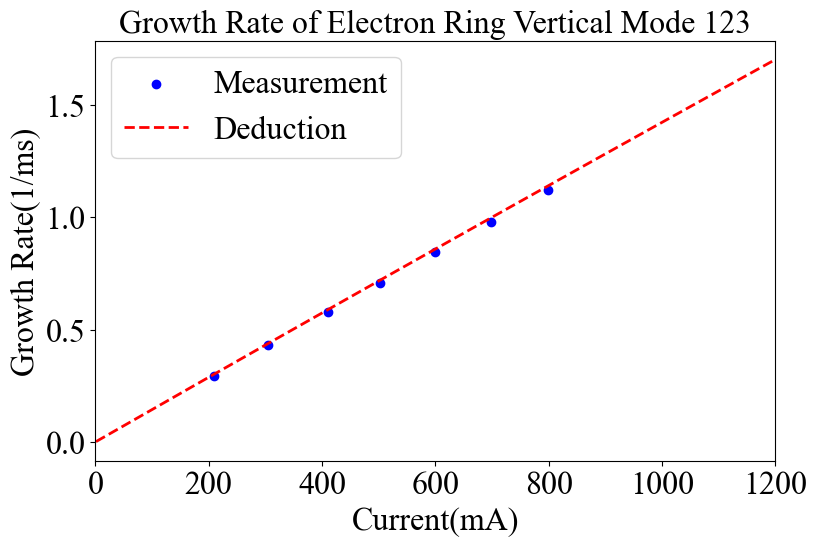 Growth Rate of Electron Ring Vertical Mode 123
Measurement
Deduction
Growth Rate(1/ms)
1.5
1.0
0.5
0.0
0 200 400 600 800 1000 1200
Current(mA)